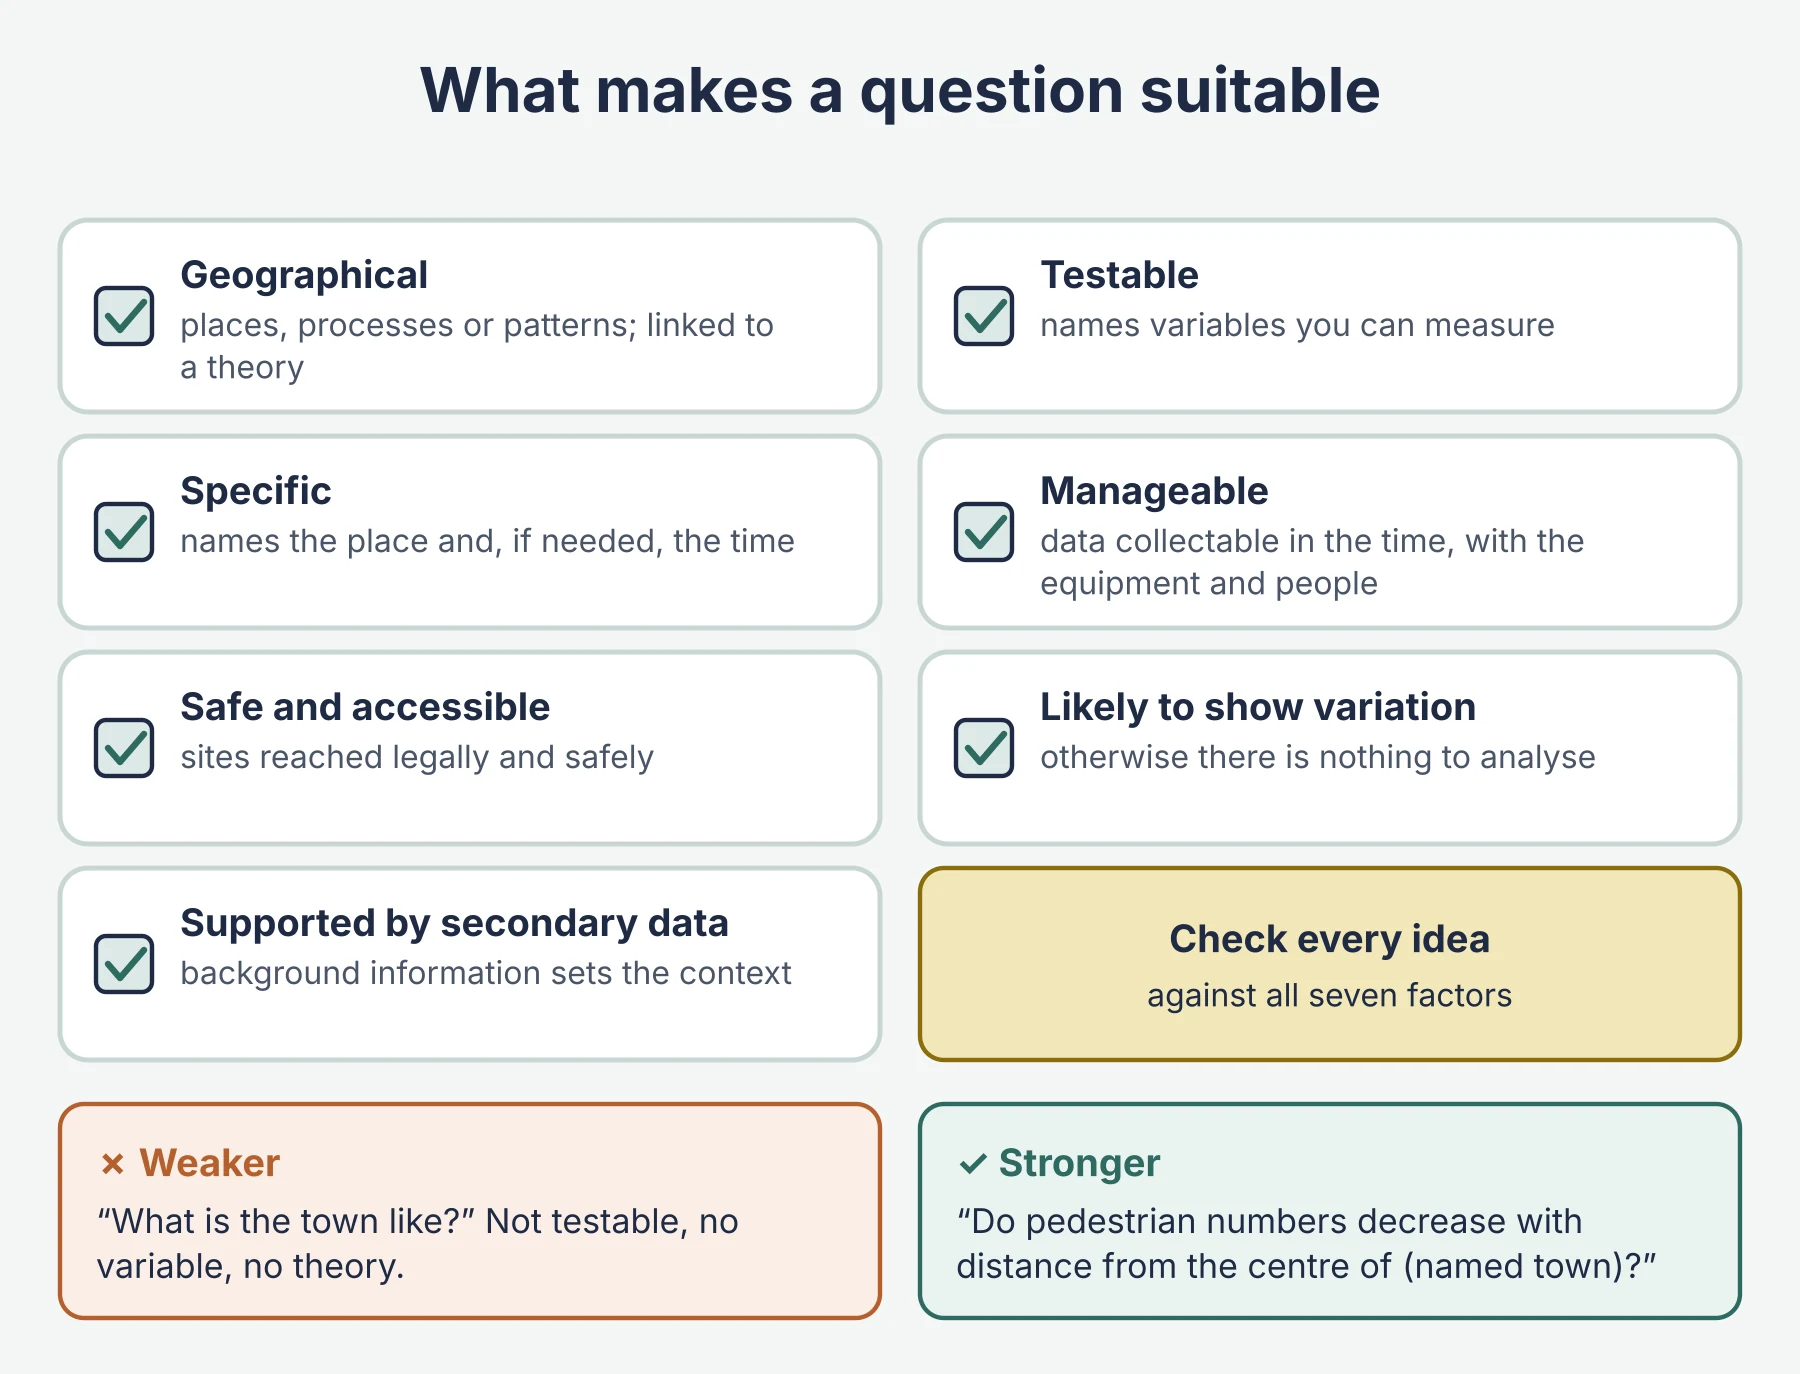 What makes a question suitable
Geographical
places, processes or patterns; linked to
a theory
Testable
names variables you can measure
Specific
names the place and, if needed, the time
Manageable
data collectable in the time, with the
equipment and people
Safe and accessible
sites reached legally and safely
Likely to show variation
otherwise there is nothing to analyse
Supported by secondary data
background information sets the context
Check every idea
against all seven factors
× Weaker
“What is the town like?” Not testable, no
variable, no theory.
✓ Stronger
“Do pedestrian numbers decrease with
distance from the centre of (named town)?”